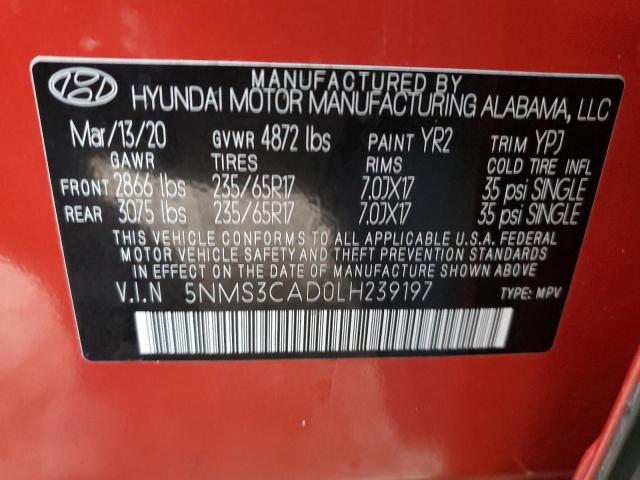 MANUFACTURED BY
HYUNDAI MOTOR MANUFACTURING ALABAMA, LLC
Mar/13/20 GVWR 4872 lbs PAINT YR2 TRIM YPJ
GAWR TIRES RIMS COLD TIRE INFL
FRONT 2866 lbs 235/65R17 7.0JX17 35 psi SINGLE
REAR 3075 lbs 235/65R17 7.0JX17 35 psi SINGLE
THIS VEHICLE CONFORMS TO ALL APPLICABLE U.S.A. FEDERAL
MOTOR VEHICLE SAFETY AND THEFT PREVENTION STANDARDS
IN EFFECT ON THE DATE OF MANUFACTURE SHOWN ABOVE.
V.I.N 5NMS3CAD0LH239197 TYPE: MPV